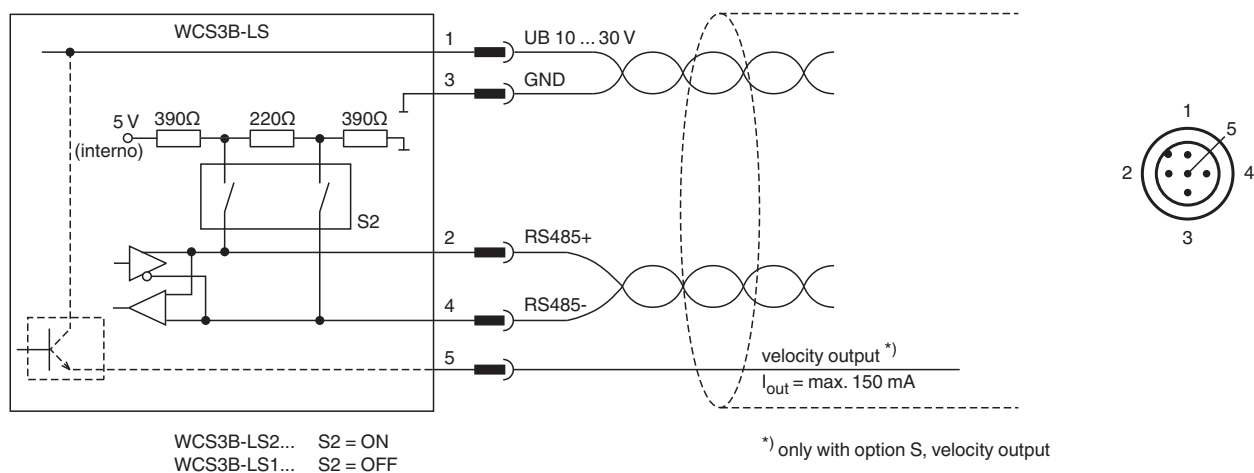 WCS3B-LS
1
UB 10 ... 30 V
3
GND
5 V
(interno)
390Ω
220Ω
390Ω
S2
2
RS485+
4
RS485-
5
velocity output *)
Iout = max. 150 mA
WCS3B-LS2... S2 = ON
WCS3B-LS1... S2 = OFF
*) only with option S, velocity output
1
5
2
4
3